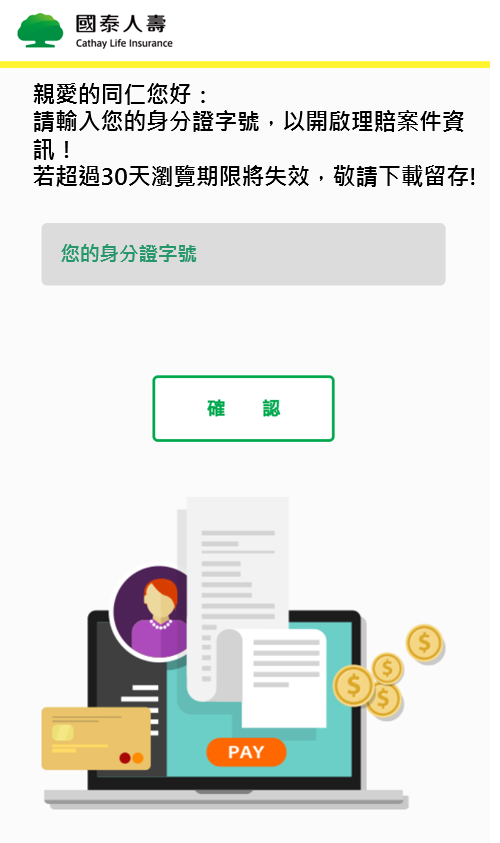 國泰人壽
Cathay Life Insurance
親愛的同仁您好：
請輸入您的身分證字號，以開啟理賠案件資
訊！
若超過30天瀏覽期限將失效，敬請下載留存!
您的身分證字號
確　　認
PAY